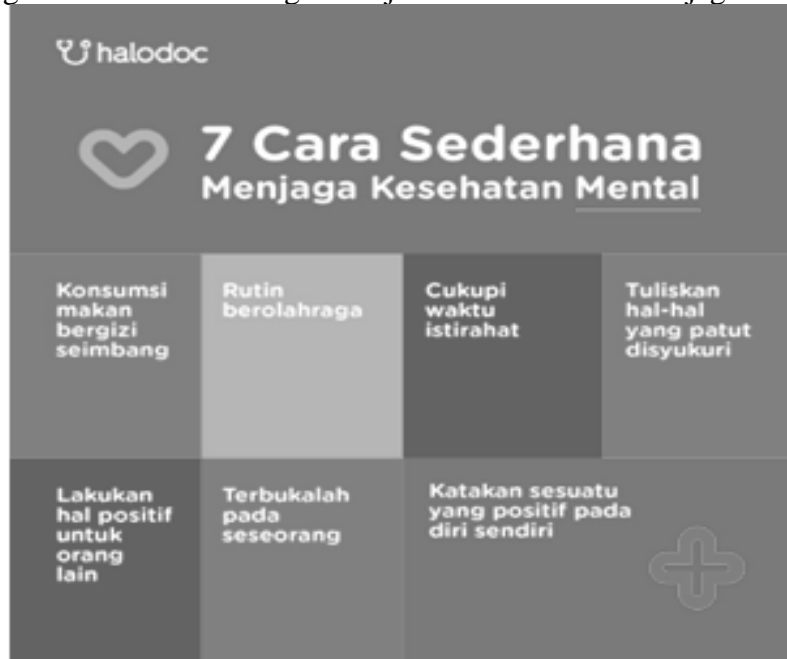 halodoc
7 Cara Sederhana
Menjaga Kesehatan Mental
Konsumsi
makan
bergizi
seimbang
Rutin
berolahraga
Cukupi
waktu
istirahat
Tuliskan
hal-hal
yang patut
disyukuri
Lakukan
hal positif
untuk
orang
lain
Terbukalah
pada
seseorang
Katakan sesuatu
yang positif pada
diri sendiri